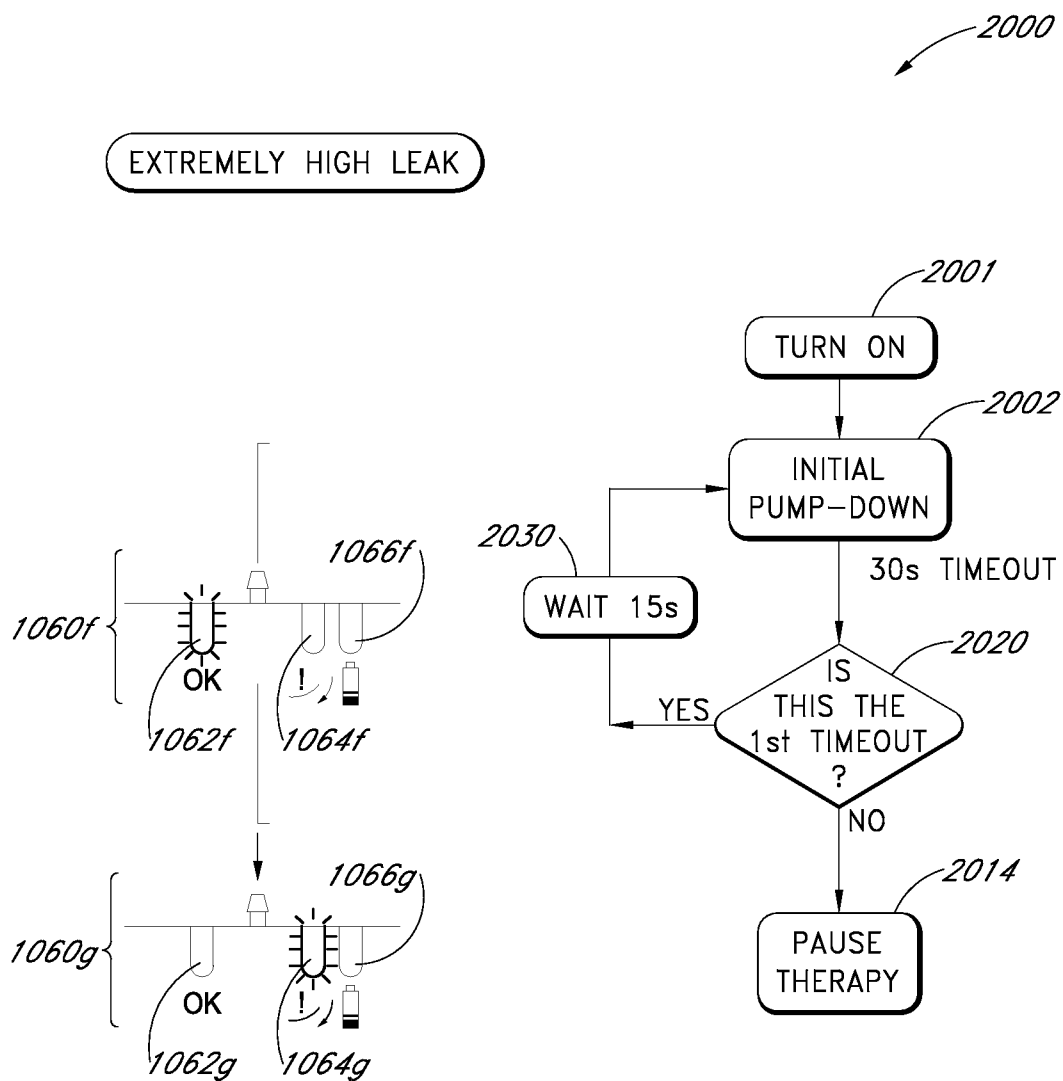 2000
EXTREMELY HIGH LEAK
2001
TURN ON
2002
INITIAL
PUMP-DOWN
30s TIMEOUT
2030
WAIT 15s
2020
IS
THIS THE
1st TIMEOUT
?
YES
NO
2014
PAUSE
THERAPY
1066f
1060f
OK
!
1062f
1064f
1066g
1060g
OK
!
1062g
1064g